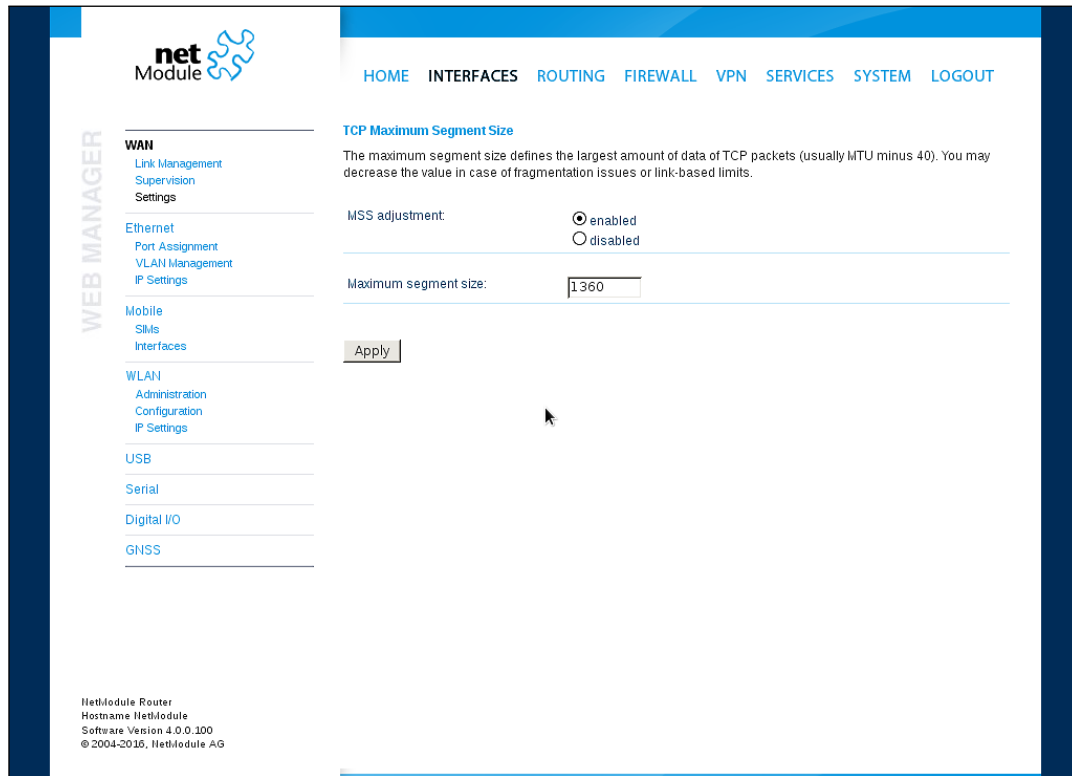 net
Module
HOME INTERFACES ROUTING FIREWALL VPN SERVICES SYSTEM LOGOUT
WEB MANAGER
WAN
Link Management
Supervision
Settings
Ethernet
Port Assignment
VLAN Management
IP Settings
Mobile
SIMs
Interfaces
WLAN
Administration
Configuration
IP Settings
USB
Serial
Digital I/O
GNSS
TCP Maximum Segment Size
The maximum segment size defines the largest amount of data of TCP packets (usually MTU minus 40). You may
decrease the value in case of fragmentation issues or link-based limits.
MSS adjustment:
enabled
disabled
Maximum segment size: 1360
Apply
NetModule Router
Hostname NetModule
Software Version 4.0.0.100
© 2004-2016, NetModule AG